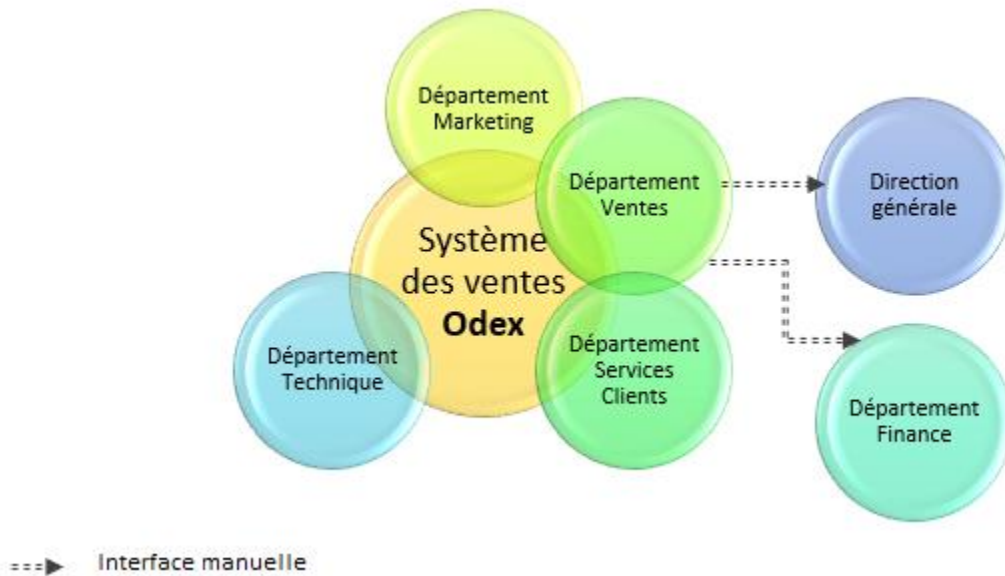 Département
Marketing
Département
Ventes
Direction
générale
Système
des ventes
Odex
Département
Technique
Département
Services
Clients
Département
Finance
Interface manuelle